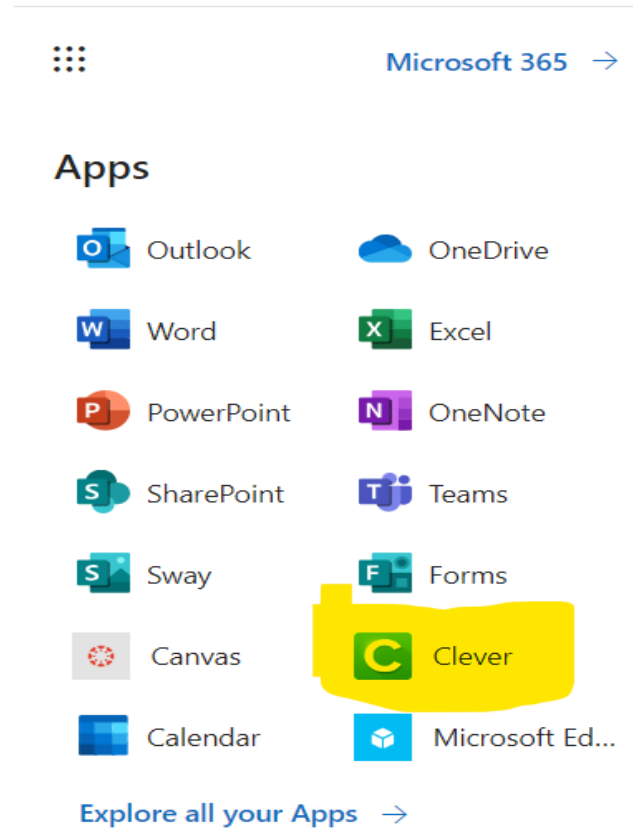 Microsoft 365 →
Apps
Outlook OneDrive
Word Excel
PowerPoint OneNote
SharePoint Teams
Sway Forms
Canvas Clever
Calendar Microsoft Ed...
Explore all your Apps →